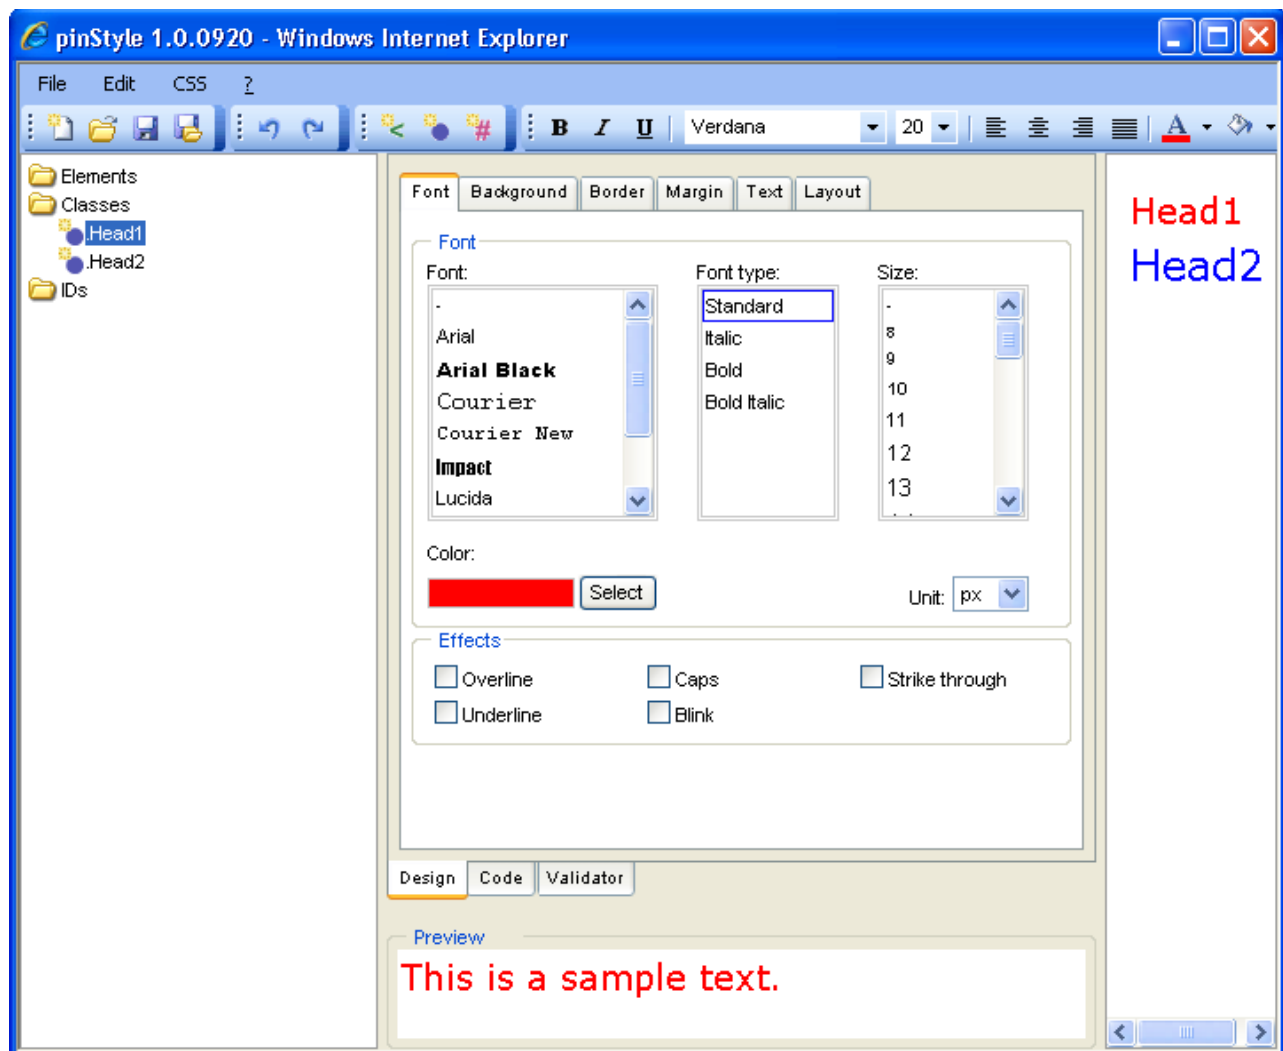 pinStyle 1.0.0920 - Windows Internet Explorer
File Edit CSS ?
B I U Verdana 20 A
Elements
Classes
.Head1
.Head2
IDs
Font Background Border Margin Text Layout
Font
Font: Font type: Size:
- Standard -
Arial Italic 8
Arial Black Bold 9
Courier Bold Italic 10
Courier New 11
Impact 12
Lucida 13
Color:
Select Unit: px
Effects
Overline Caps Strike through
Underline Blink
Design Code Validator
Preview
This is a sample text.
Head1
Head2